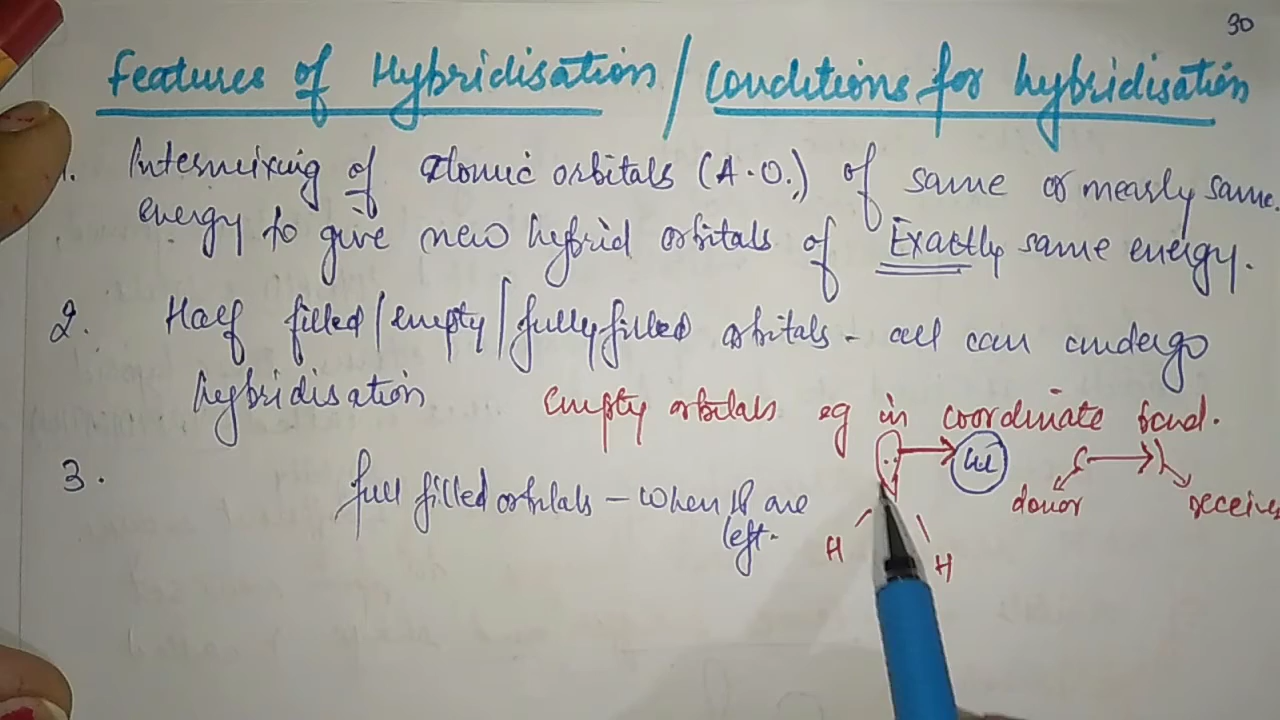 30
Features of Hybridisation / Conditions for hybridisation
1. Intermixing of atomic orbitals (A.O.) of same or nearly same.
energy to give new hybrid orbitals of Exactly same energy.
2. Half filled/empty/fully filled orbitals - all can undergo
hybridisation
empty orbitals eg in coordinate bond.
donor
receive
3.
full filled orbitals - when lp are
left.
H H